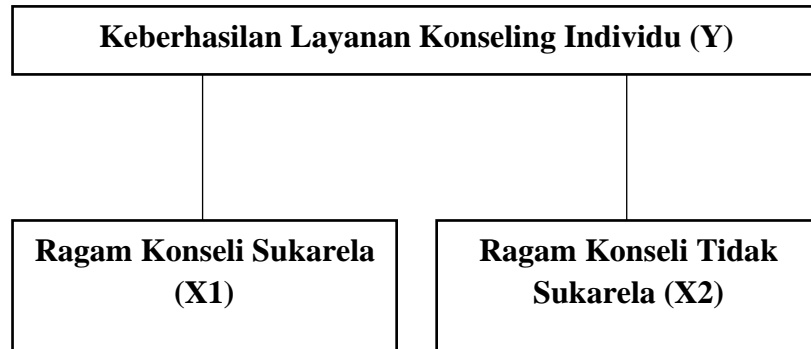 Keberhasilan Layanan Konseling Individu (Y)
Ragam Konseli Sukarela
(X1)
Ragam Konseli Tidak
Sukarela (X2)